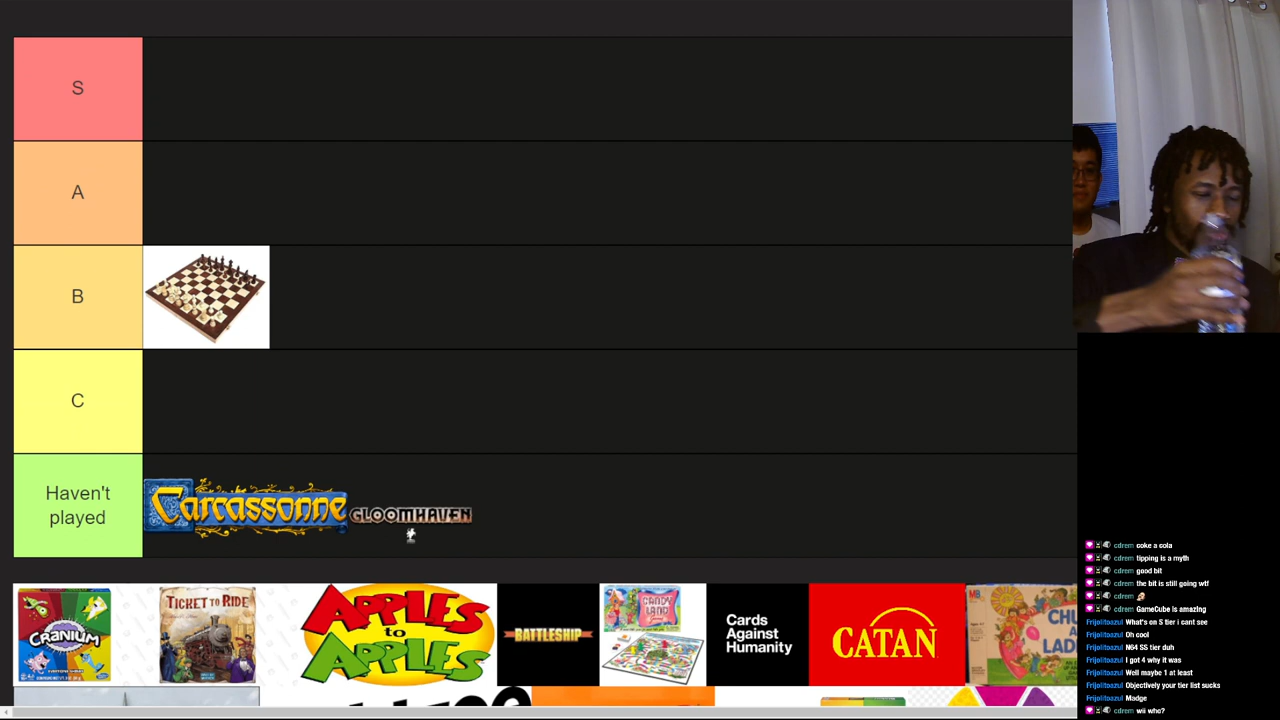 S
A
B
C
Haven't
played
Carcassonne
GLOOMHAVEN
CRANIUM
TICKET TO RIDE
APPLES
to
APPLES
BATTLESHIP
CANDY
LAND
Cards
Against
Humanity
CATAN
MB
cdrem coke a cola
cdrem tipping is a myth
cdrem good bit
cdrem the bit is still going wtf
cdrem
cdrem GameCube is amazing
Frijolitoazul What's on S tier i cant see
Frijolitoazul Oh cool
Frijolitoazul N64 SS tier duh
Frijolitoazul I got 4 why it was
Frijolitoazul Well maybe 1 at least
Frijolitoazul Objectively your tier list sucks
Frijolitoazul Madge
cdrem wii who?